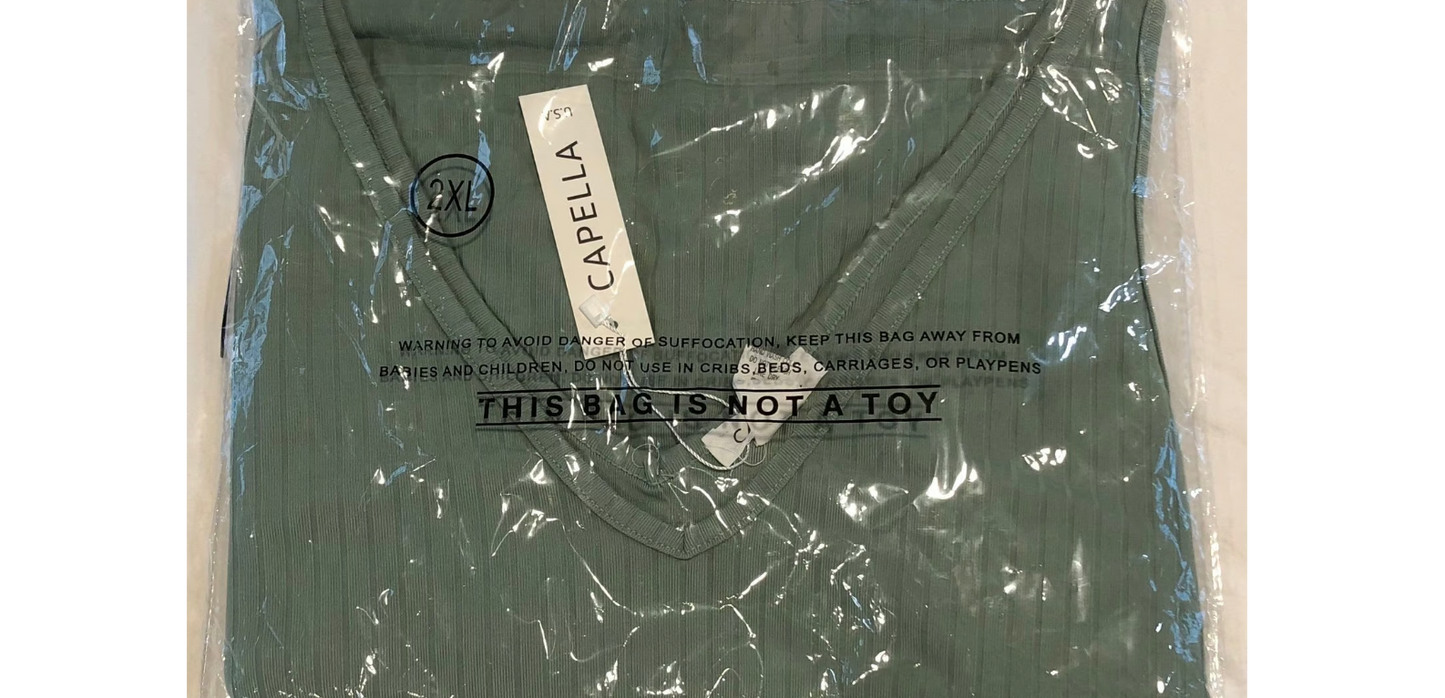 U.S.A
CAPELLA
2XL
WARNING TO AVOID DANGER OF SUFFOCATION, KEEP THIS BAG AWAY FROM
BABIES AND CHILDREN, DO NOT USE IN CRIBS,BEDS, CARRIAGES, OR PLAYPENS
THIS BAG IS NOT A TOY